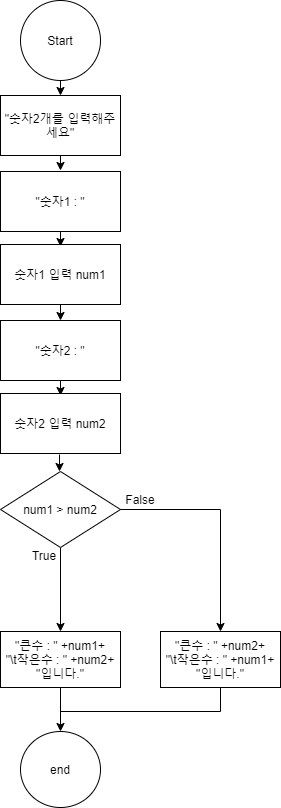 Start
"숫자2개를 입력해주
세요"
"숫자1 : "
숫자1 입력 num1
"숫자2 : "
숫자2 입력 num2
num1 > num2
False
True
"큰수 : " +num1+
"\t작은수 : " +num2+
"입니다."
"큰수 : " +num2+
"\t작은수 : " +num1+
"입니다."
end